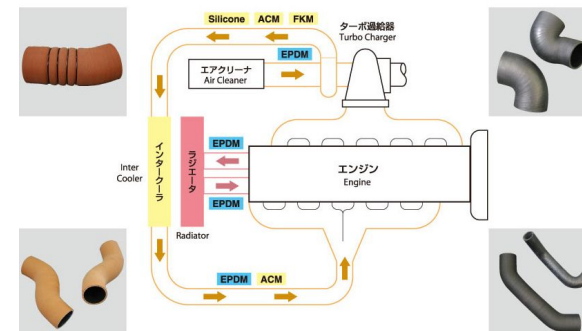 Silicone ACM FKM
ターボ過給器
Turbo Charger
EPDM
エアクリーナ
Air Cleaner
インタークーラ
Inter
Cooler
ラジエータ
Radiator
EPDM
EPDM
エンジン
Engine
EPDM ACM